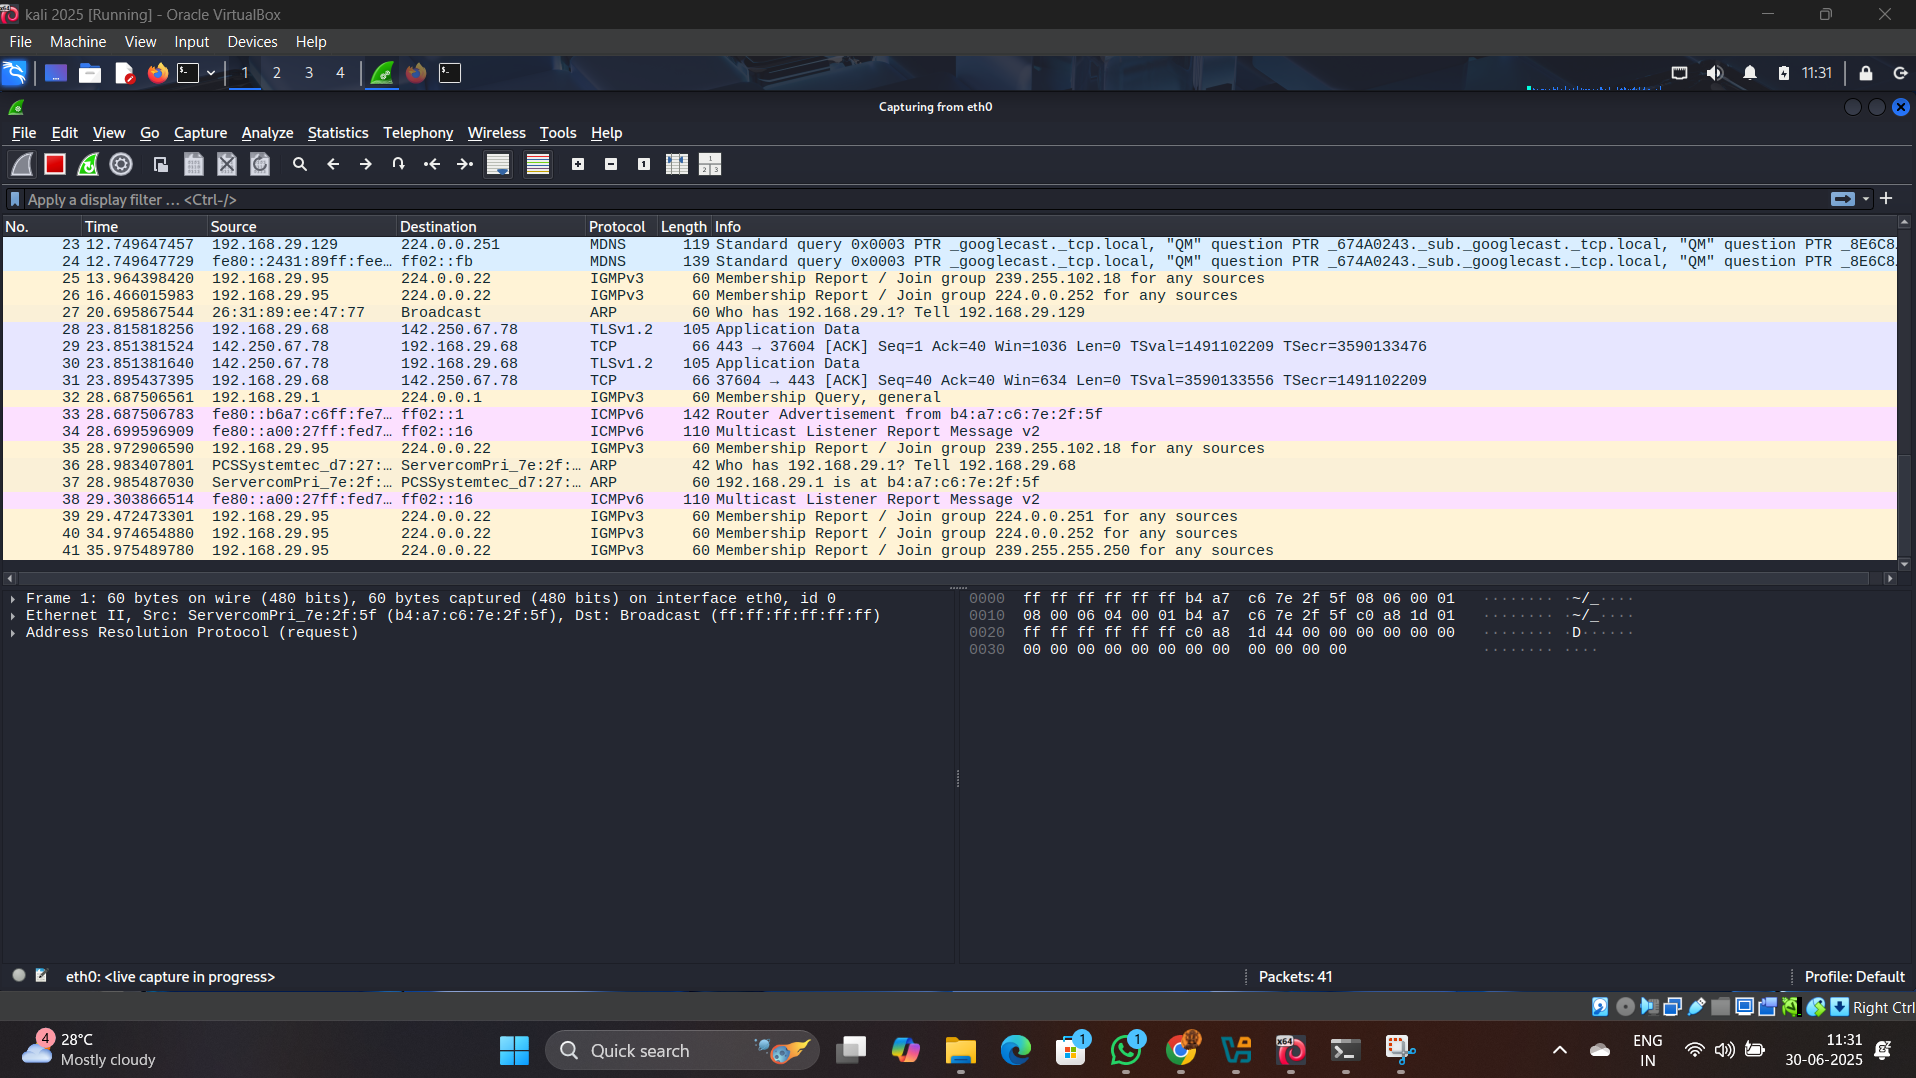 kali 2025 [Running] - Oracle VirtualBox
File Machine View Input Devices Help
1 2 3 4 11:31
Capturing from eth0
File Edit View Go Capture Analyze Statistics Telephony Wireless Tools Help
Apply a display filter … <Ctrl-/>
No. Time Source Destination Protocol Length Info
23 12.749647457 192.168.29.129 224.0.0.251 MDNS 119 Standard query 0x0003 PTR _googlecast._tcp.local, "QM" question PTR _674A0243._sub._googlecast._tcp.local, "QM" question PTR _8E6C8
24 12.749647729 fe80::2431:89ff:fee… ff02::fb MDNS 139 Standard query 0x0003 PTR _googlecast._tcp.local, "QM" question PTR _674A0243._sub._googlecast._tcp.local, "QM" question PTR _8E6C8
25 13.964398420 192.168.29.95 224.0.0.22 IGMPv3 60 Membership Report / Join group 239.255.102.18 for any sources
26 16.466015983 192.168.29.95 224.0.0.22 IGMPv3 60 Membership Report / Join group 224.0.0.252 for any sources
27 20.695867544 26:31:89:ee:47:77 Broadcast ARP 60 Who has 192.168.29.1? Tell 192.168.29.129
28 23.815818256 192.168.29.68 142.250.67.78 TLSv1.2 105 Application Data
29 23.851381524 142.250.67.78 192.168.29.68 TCP 66 443 → 37604 [ACK] Seq=1 Ack=40 Win=1036 Len=0 TSval=1491102209 TSecr=3590133476
30 23.851381640 142.250.67.78 192.168.29.68 TLSv1.2 105 Application Data
31 23.895437395 192.168.29.68 142.250.67.78 TCP 66 37604 → 443 [ACK] Seq=40 Ack=40 Win=634 Len=0 TSval=3590133556 TSecr=1491102209
32 28.687506561 192.168.29.1 224.0.0.1 IGMPv3 60 Membership Query, general
33 28.687506783 fe80::b6a7:c6ff:fe7… ff02::1 ICMPv6 142 Router Advertisement from b4:a7:c6:7e:2f:5f
34 28.699596909 fe80::a00:27ff:fed7… ff02::16 ICMPv6 110 Multicast Listener Report Message v2
35 28.972906590 192.168.29.95 224.0.0.22 IGMPv3 60 Membership Report / Join group 239.255.102.18 for any sources
36 28.983407801 PCSSystemtec_d7:27:… ServercomPri_7e:2f:… ARP 42 Who has 192.168.29.1? Tell 192.168.29.68
37 28.985487030 ServercomPri_7e:2f:… PCSSystemtec_d7:27:… ARP 60 192.168.29.1 is at b4:a7:c6:7e:2f:5f
38 29.303866514 fe80::a00:27ff:fed7… ff02::16 ICMPv6 110 Multicast Listener Report Message v2
39 29.472473301 192.168.29.95 224.0.0.22 IGMPv3 60 Membership Report / Join group 224.0.0.251 for any sources
40 34.974654880 192.168.29.95 224.0.0.22 IGMPv3 60 Membership Report / Join group 224.0.0.252 for any sources
41 35.975489780 192.168.29.95 224.0.0.22 IGMPv3 60 Membership Report / Join group 239.255.255.250 for any sources
Frame 1: 60 bytes on wire (480 bits), 60 bytes captured (480 bits) on interface eth0, id 0
Ethernet II, Src: ServercomPri_7e:2f:5f (b4:a7:c6:7e:2f:5f), Dst: Broadcast (ff:ff:ff:ff:ff:ff)
Address Resolution Protocol (request)
0000 ff ff ff ff ff ff b4 a7 c6 7e 2f 5f 08 06 00 01 ········ ·~/_····
0010 08 00 06 04 00 01 b4 a7 c6 7e 2f 5f c0 a8 1d 01 ········ ·~/_····
0020 ff ff ff ff ff ff c0 a8 1d 44 00 00 00 00 00 00 ········ ·D······
0030 00 00 00 00 00 00 00 00 00 00 00 00 ········ ····
eth0: <live capture in progress> Packets: 41 Profile: Default
Right Ctrl
4 28°C
Mostly cloudy
Quick search
1 1
x64
ENG
IN
11:31
30-06-2025